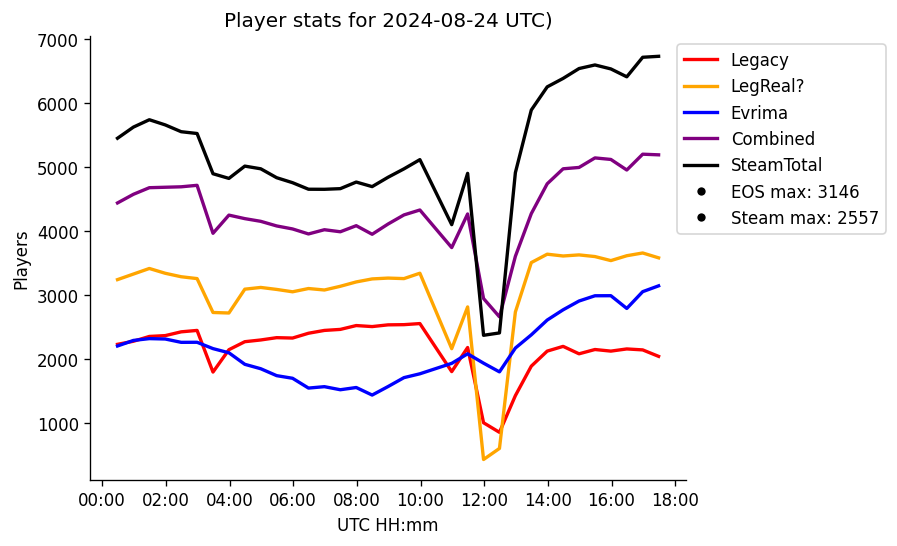 Player stats for 2024-08-24 UTC)
7000
6000
5000
4000
3000
2000
1000
Players
00:00 02:00 04:00 06:00 08:00 10:00 12:00 14:00 16:00 18:00
UTC HH:mm
Legacy
LegReal?
Evrima
Combined
SteamTotal
EOS max: 3146
Steam max: 2557